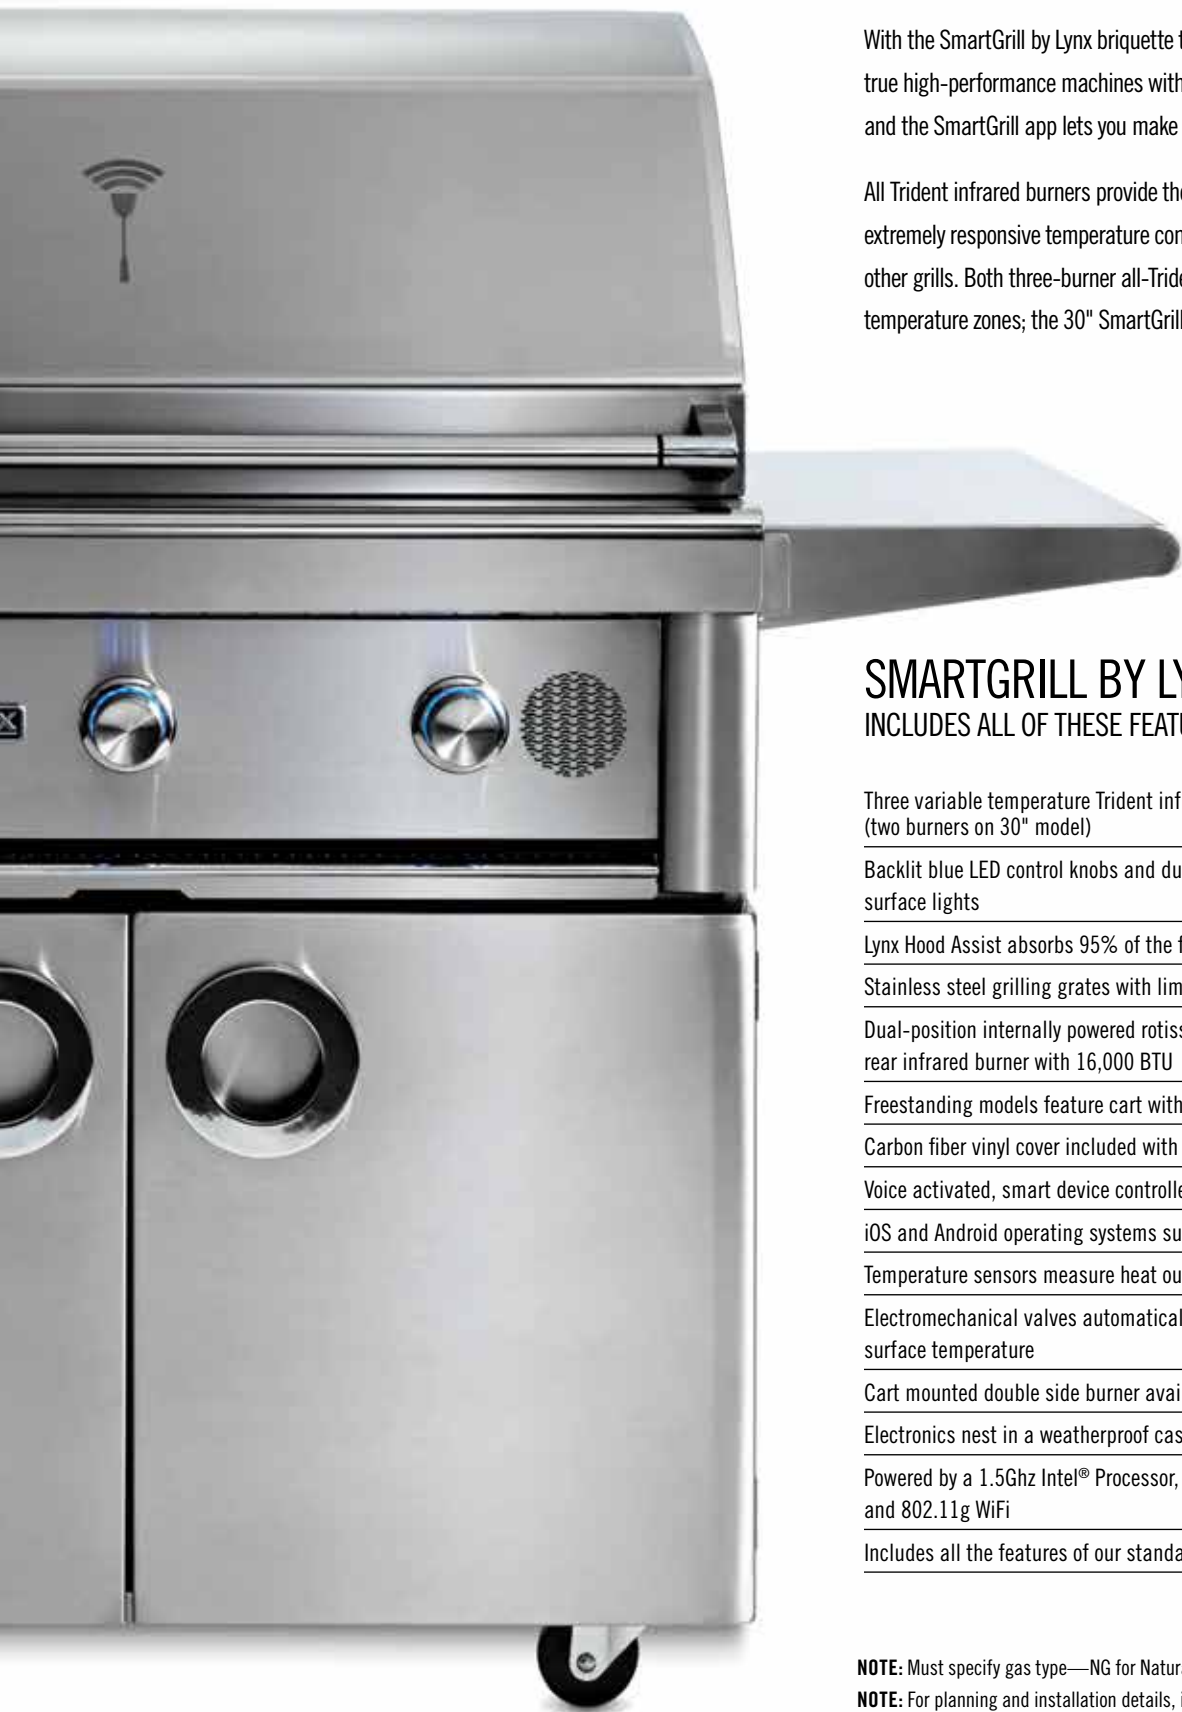 With the SmartGrill by Lynx briquette
true high-performance machines with
and the SmartGrill app lets you make
All Trident infrared burners provide the
extremely responsive temperature con
other grills. Both three-burner all-Tride
temperature zones; the 30" SmartGrill
X
SMARTGRILL BY LY
INCLUDES ALL OF THESE FEATU
Three variable temperature Trident inf
(two burners on 30" model)
Backlit blue LED control knobs and du
surface lights
Lynx Hood Assist absorbs 95% of the f
Stainless steel grilling grates with lim
Dual-position internally powered rotiss
rear infrared burner with 16,000 BTU
Freestanding models feature cart with
Carbon fiber vinyl cover included with
Voice activated, smart device controlle
iOS and Android operating systems su
Temperature sensors measure heat ou
Electromechanical valves automatical
surface temperature
Cart mounted double side burner avai
Electronics nest in a weatherproof cas
Powered by a 1.5Ghz Intel® Processor,
and 802.11g WiFi
Includes all the features of our standa
NOTE: Must specify gas type—NG for Natur
NOTE: For planning and installation details, i